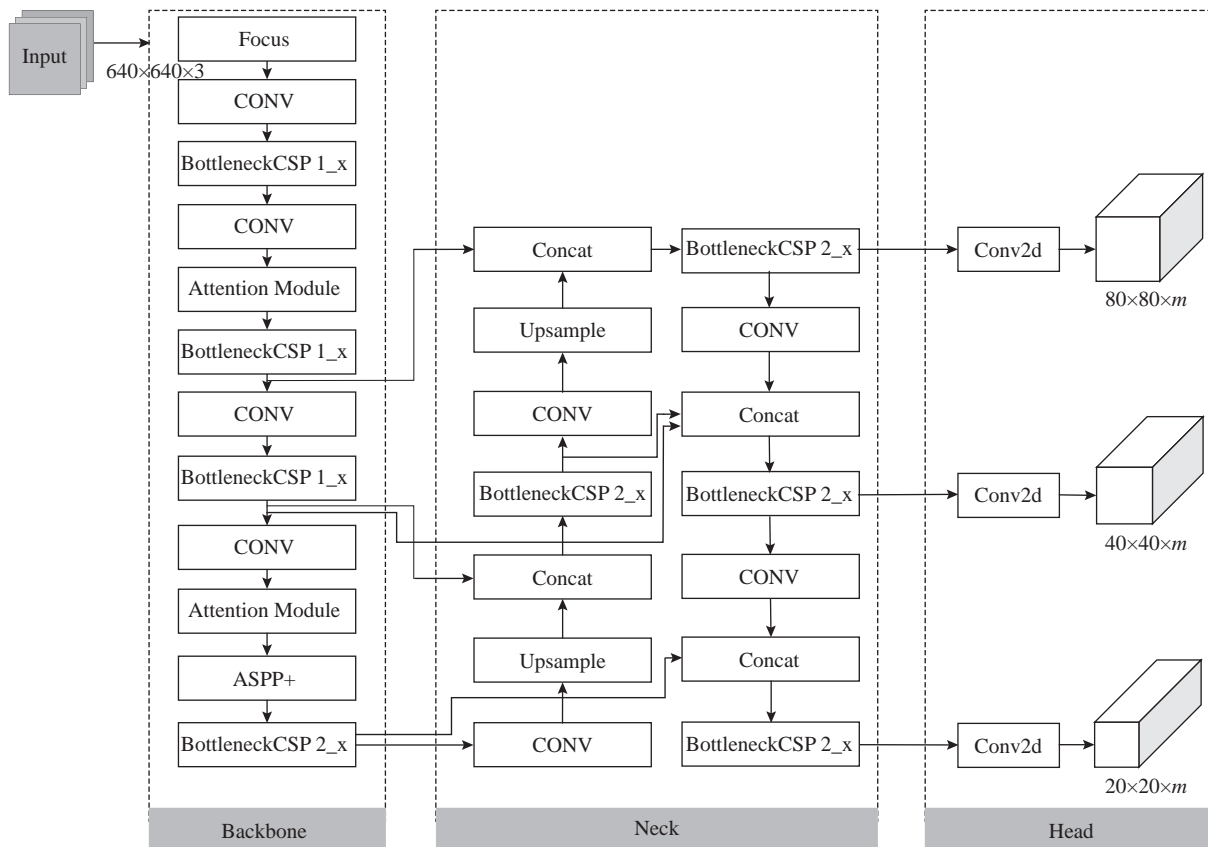 Input
640×640×3
Focus
CONV
BottleneckCSP 1_x
CONV
Attention Module
BottleneckCSP 1_x
CONV
BottleneckCSP 1_x
CONV
Attention Module
ASPP+
BottleneckCSP 2_x
Backbone
Concat
Upsample
CONV
BottleneckCSP 2_x
Concat
Upsample
CONV
BottleneckCSP 2_x
CONV
Concat
BottleneckCSP 2_x
CONV
Concat
BottleneckCSP 2_x
Neck
Conv2d
80×80×m
Conv2d
40×40×m
Conv2d
20×20×m
Head